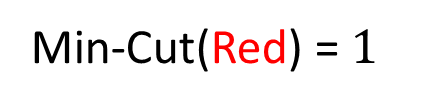 Min-Cut(Red) = 1